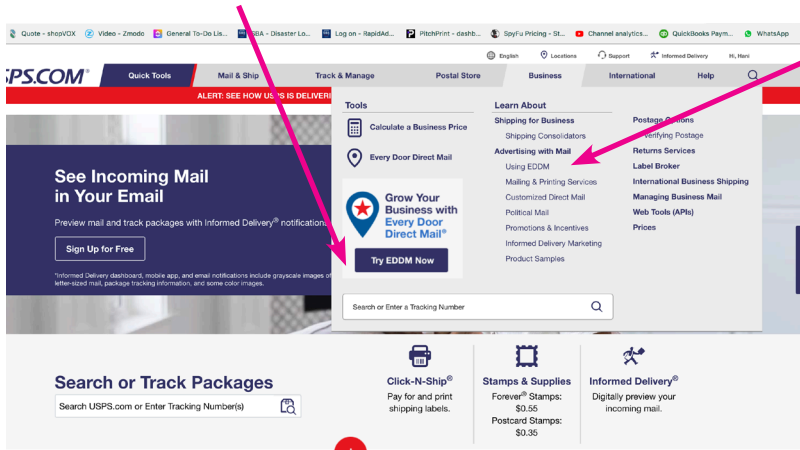 Quote - shopVOX
Video - Zmodo
General To-Do Lis...
SBA - Disaster Lo...
Log on - RapidAd...
PitchPrint - dashb...
SpyFu Pricing - St...
Channel analytics...
QuickBooks Paym...
WhatsApp
English
Locations
Support
Informed Delivery
Hi, Hani
USPS.COM®
Quick Tools
Mail & Ship
Track & Manage
Postal Store
Business
International
Help
ALERT: SEE HOW USPS IS DELIVERI
Tools
Calculate a Business Price
Every Door Direct Mail
Grow Your
Business with
Every Door
Direct Mail®
Try EDDM Now
Learn About
Shipping for Business
Shipping Consolidators
Advertising with Mail
Using EDDM
Mailing & Printing Services
Customized Direct Mail
Political Mail
Promotions & Incentives
Informed Delivery Marketing
Product Samples
Postage Options
Verifying Postage
Returns Services
Label Broker
International Business Shipping
Managing Business Mail
Web Tools (APIs)
Prices
Search or Enter a Tracking Number
See Incoming Mail
in Your Email
Preview mail and track packages with Informed Delivery® notifications
Sign Up for Free
*Informed Delivery dashboard, mobile app, and email notifications include grayscale images of
letter-sized mail, package tracking information, and some color images.
Search or Track Packages
Search USPS.com or Enter Tracking Number(s)
Click-N-Ship®
Pay for and print
shipping labels.
Stamps & Supplies
Forever® Stamps:
$0.55
Postcard Stamps:
$0.35
Informed Delivery®
Digitally preview your
incoming mail.